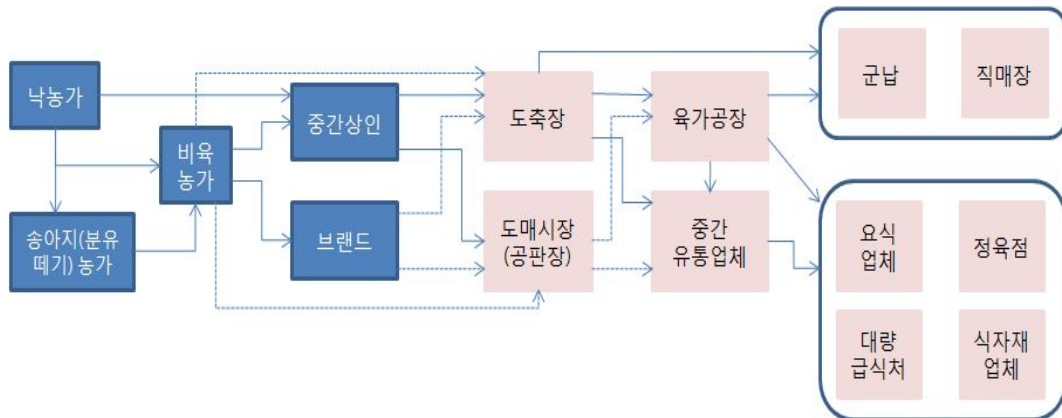 낙농가
송아지(분유
떼기) 농가
비육
농가
중간상인
브랜드
도축장
도매시장
(공판장)
육가공장
중간
유통업체
군납
직매장
요식
업체
정육점
대량
급식처
식자재
업체